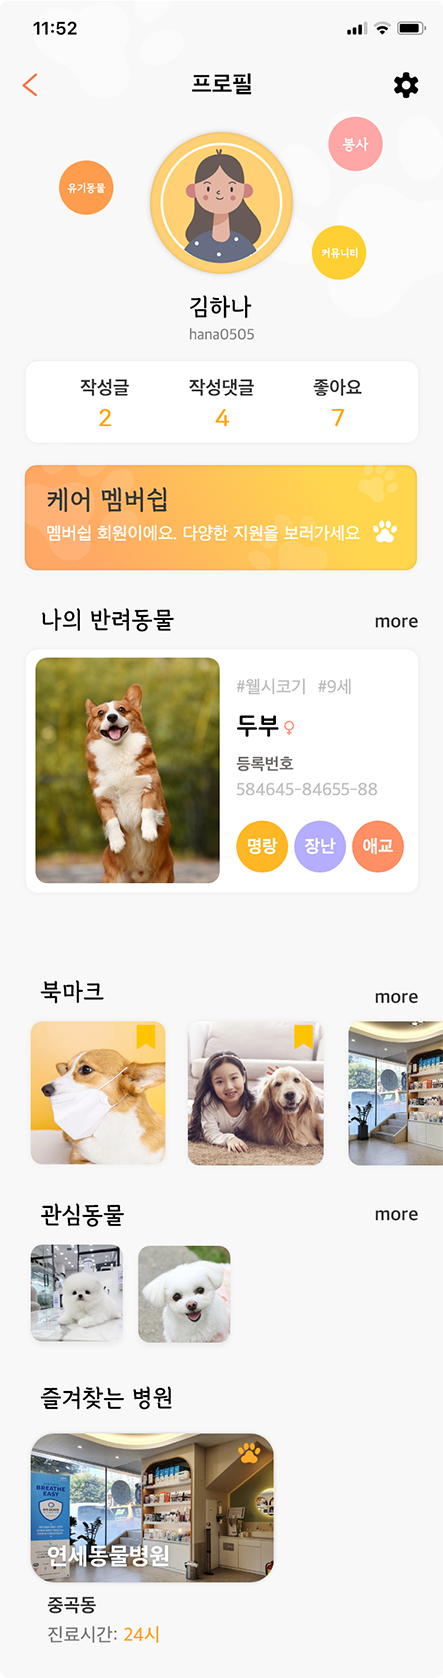 11:52
프로필
봉사
유기동물
커뮤니티
김하나
hana0505
작성글 작성댓글 좋아요
2 4 7
케어 멤버쉽
멤버쉽 회원이에요. 다양한 지원을 보러가세요
나의 반려동물 more
#웰시코기 #9세
두부♀
등록번호
584645-84655-88
명랑 장난 애교
북마크 more
관심동물 more
즐겨찾는 병원
BREATHE
EASY
연세동물병원
중곡동
진료시간: 24시